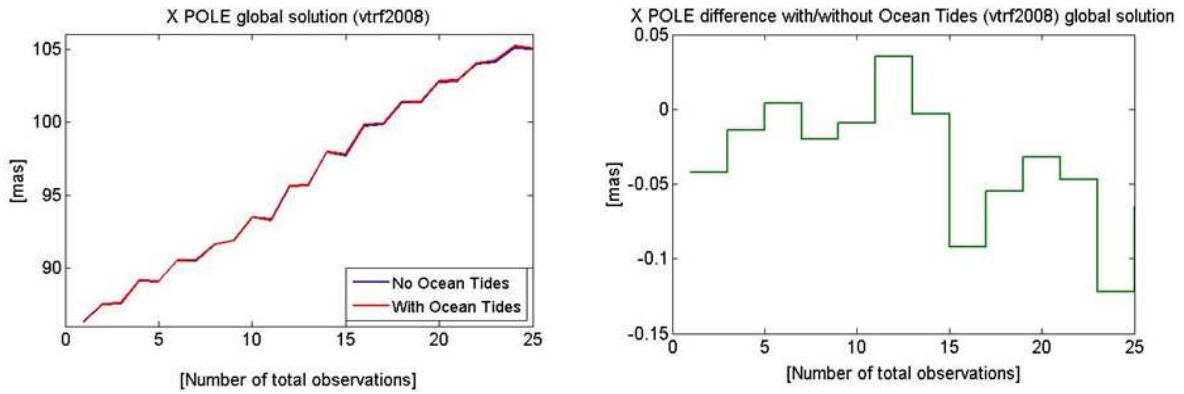 X POLE global solution (vtrf2008)
105
100
95
90
[mas]
0 5 10 15 20 25
[Number of total observations]
No Ocean Tides
With Ocean Tides
X POLE difference with/without Ocean Tides (vtrf2008) global solution
0.05
0
-0.05
-0.1
-0.15
[mas]
0 5 10 15 20 25
[Number of total observations]